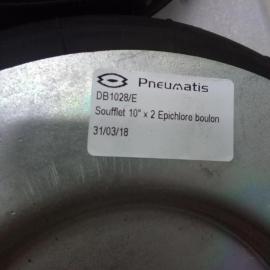 Pneumatis
DB1028/E
Soufflet 10" x 2 Epichlore boulon
31/03/18